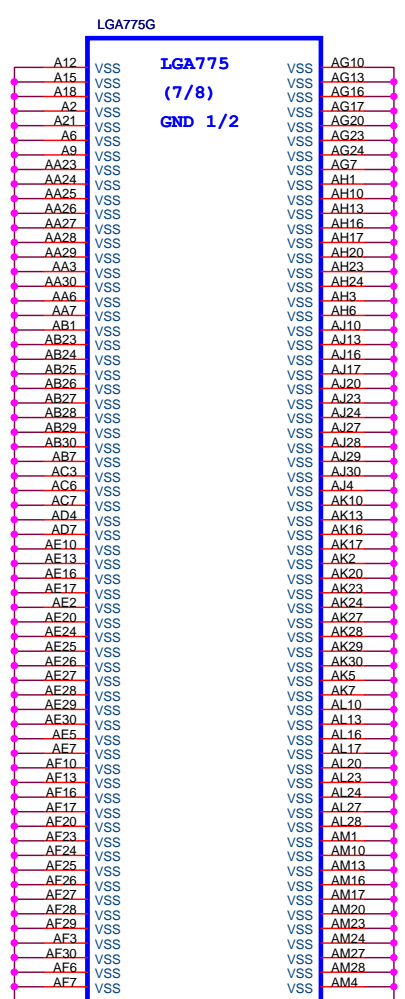 LGA775G
A12 VSS LGA775 VSS AG10
A15 VSS VSS AG13
A18 VSS (7/8) VSS AG16
A2 VSS VSS AG17
A21 VSS GND 1/2 VSS AG20
A6 VSS VSS AG23
A9 VSS VSS AG24
AA23 VSS VSS AG7
AA24 VSS VSS AH1
AA25 VSS VSS AH10
AA26 VSS VSS AH13
AA27 VSS VSS AH16
AA28 VSS VSS AH17
AA29 VSS VSS AH20
AA3 VSS VSS AH23
AA30 VSS VSS AH24
AA6 VSS VSS AH3
AA7 VSS VSS AH6
AB1 VSS VSS AJ10
AB23 VSS VSS AJ13
AB24 VSS VSS AJ16
AB25 VSS VSS AJ17
AB26 VSS VSS AJ20
AB27 VSS VSS AJ23
AB28 VSS VSS AJ24
AB29 VSS VSS AJ27
AB30 VSS VSS AJ28
AB7 VSS VSS AJ29
AC3 VSS VSS AJ30
AC6 VSS VSS AJ4
AC7 VSS VSS AK10
AD4 VSS VSS AK13
AD7 VSS VSS AK16
AE10 VSS VSS AK17
AE13 VSS VSS AK2
AE16 VSS VSS AK20
AE17 VSS VSS AK23
AE2 VSS VSS AK24
AE20 VSS VSS AK27
AE24 VSS VSS AK28
AE25 VSS VSS AK29
AE26 VSS VSS AK30
AE27 VSS VSS AK5
AE28 VSS VSS AK7
AE29 VSS VSS AL10
AE30 VSS VSS AL13
AE5 VSS VSS AL16
AE7 VSS VSS AL17
AF10 VSS VSS AL20
AF13 VSS VSS AL23
AF16 VSS VSS AL24
AF17 VSS VSS AL27
AF20 VSS VSS AL28
AF23 VSS VSS AM1
AF24 VSS VSS AM10
AF25 VSS VSS AM13
AF26 VSS VSS AM16
AF27 VSS VSS AM17
AF28 VSS VSS AM20
AF29 VSS VSS AM23
AF3 VSS VSS AM24
AF30 VSS VSS AM27
AF6 VSS VSS AM28
AF7 VSS VSS AM4